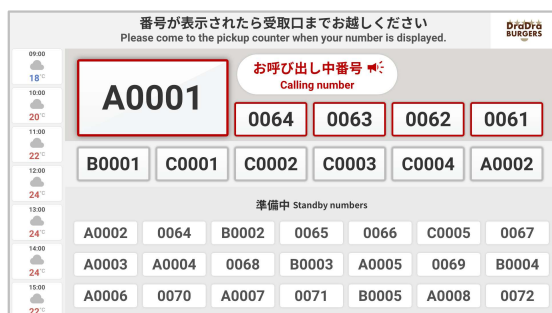 番号が表示されたら受取口までお越しください
Please come to the pickup counter when your number is displayed.
DraDra
BURGERS
09:00
18℃
10:00
20℃
11:00
22℃
12:00
24℃
13:00
24℃
14:00
24℃
15:00
22℃
A0001
お呼び出し中番号
Calling number
0064 0063 0062 0061
B0001 C0001 C0002 C0003 C0004 A0002
準備中 Standby numbers
A0002 0064 B0002 0065 0066 C0005 0067
A0003 A0004 0068 B0003 A0005 0069 B0004
A0006 0070 A0007 0071 B0005 A0008 0072